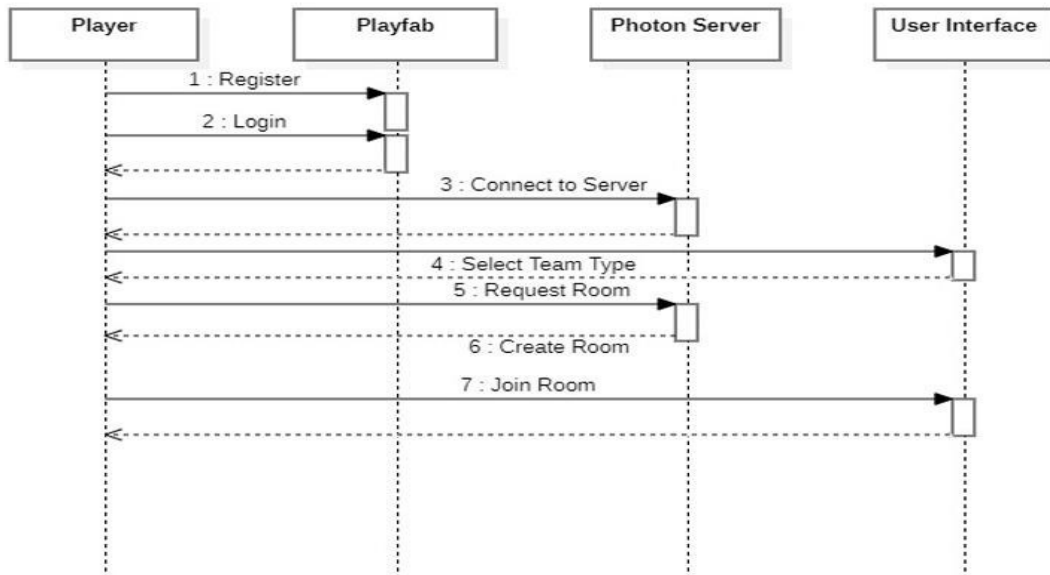 Player
Playfab
Photon Server
User Interface
1 : Register
2 : Login
3 : Connect to Server
4 : Select Team Type
5 : Request Room
6 : Create Room
7 : Join Room